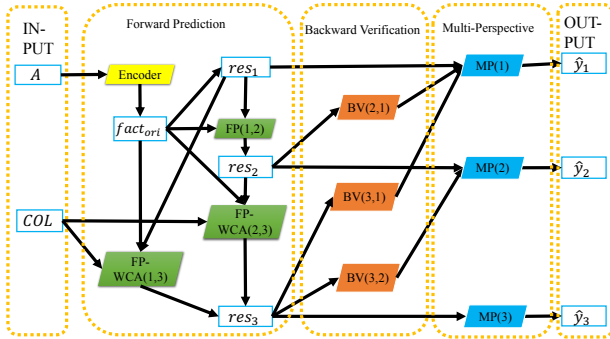 IN-
PUT
Forward Prediction
Backward Verification
Multi-Perspective
OUT-
PUT
A
Encoder
res₁
MP(1)
ŷ₁
fact_ori
FP(1,2)
BV(2,1)
res₂
MP(2)
ŷ₂
COL
FP-
WCA(2,3)
BV(3,1)
FP-
WCA(1,3)
BV(3,2)
res₃
MP(3)
ŷ₃